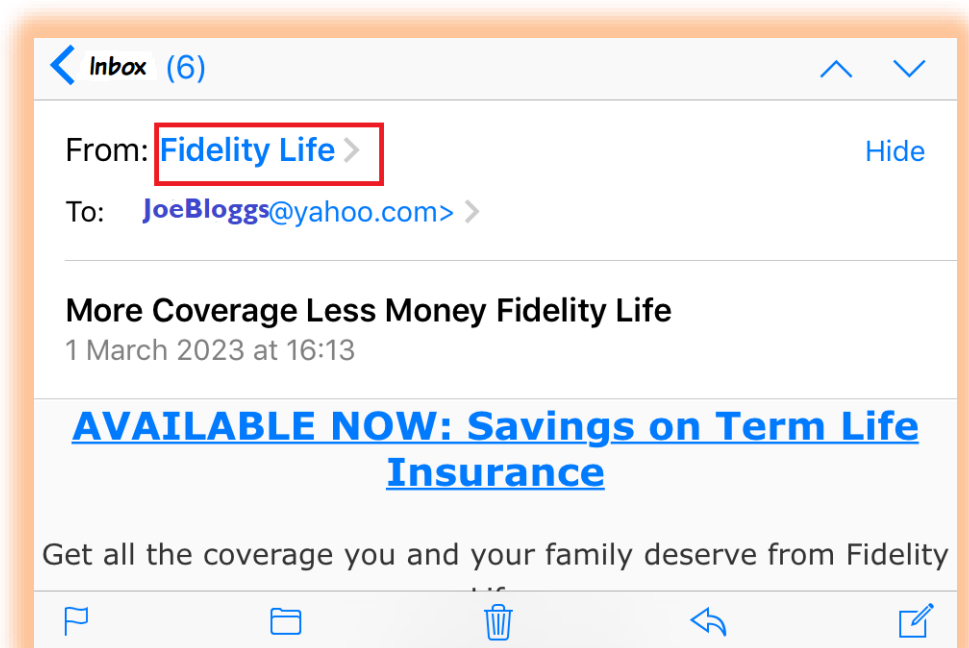 Inbox (6)
From: Fidelity Life
Hide
To: JoeBloggs@yahoo.com>
More Coverage Less Money Fidelity Life
1 March 2023 at 16:13
AVAILABLE NOW: Savings on Term Life
Insurance
Get all the coverage you and your family deserve from Fidelity